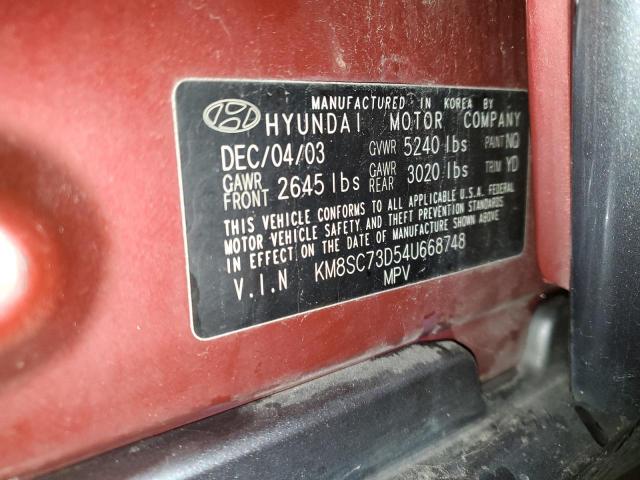 MANUFACTURED IN KOREA BY
HYUNDAI MOTOR COMPANY
DEC/04/03 GVWR 5240 lbs PAINT NQ
GAWR FRONT 2645 lbs GAWR REAR 3020 lbs TRIM YD
THIS VEHICLE CONFORMS TO ALL APPLICABLE U.S.A. FEDERAL
MOTOR VEHICLE SAFETY, AND THEFT PREVENTION STANDARDS
IN EFFECT ON THE DATE OF MANUFACTURE SHOWN ABOVE.
V.I.N KM8SC73D54U668748
MPV